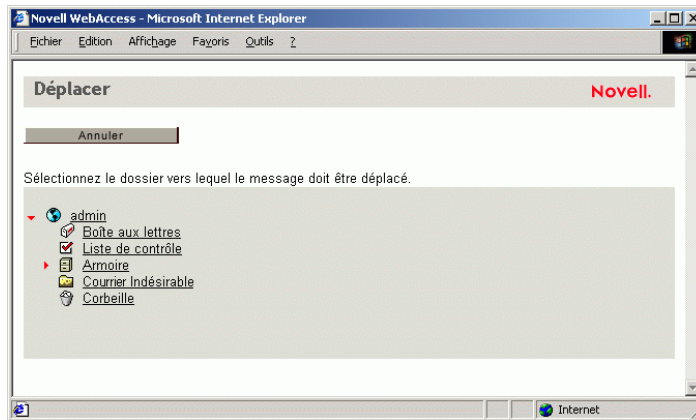 Novell WebAccess - Microsoft Internet Explorer
Fichier Edition Affichage Favoris Outils ?
Déplacer Novell.
Annuler
Sélectionnez le dossier vers lequel le message doit être déplacé.
admin
Boîte aux lettres
Liste de contrôle
Armoire
Courrier Indésirable
Corbeille
Internet